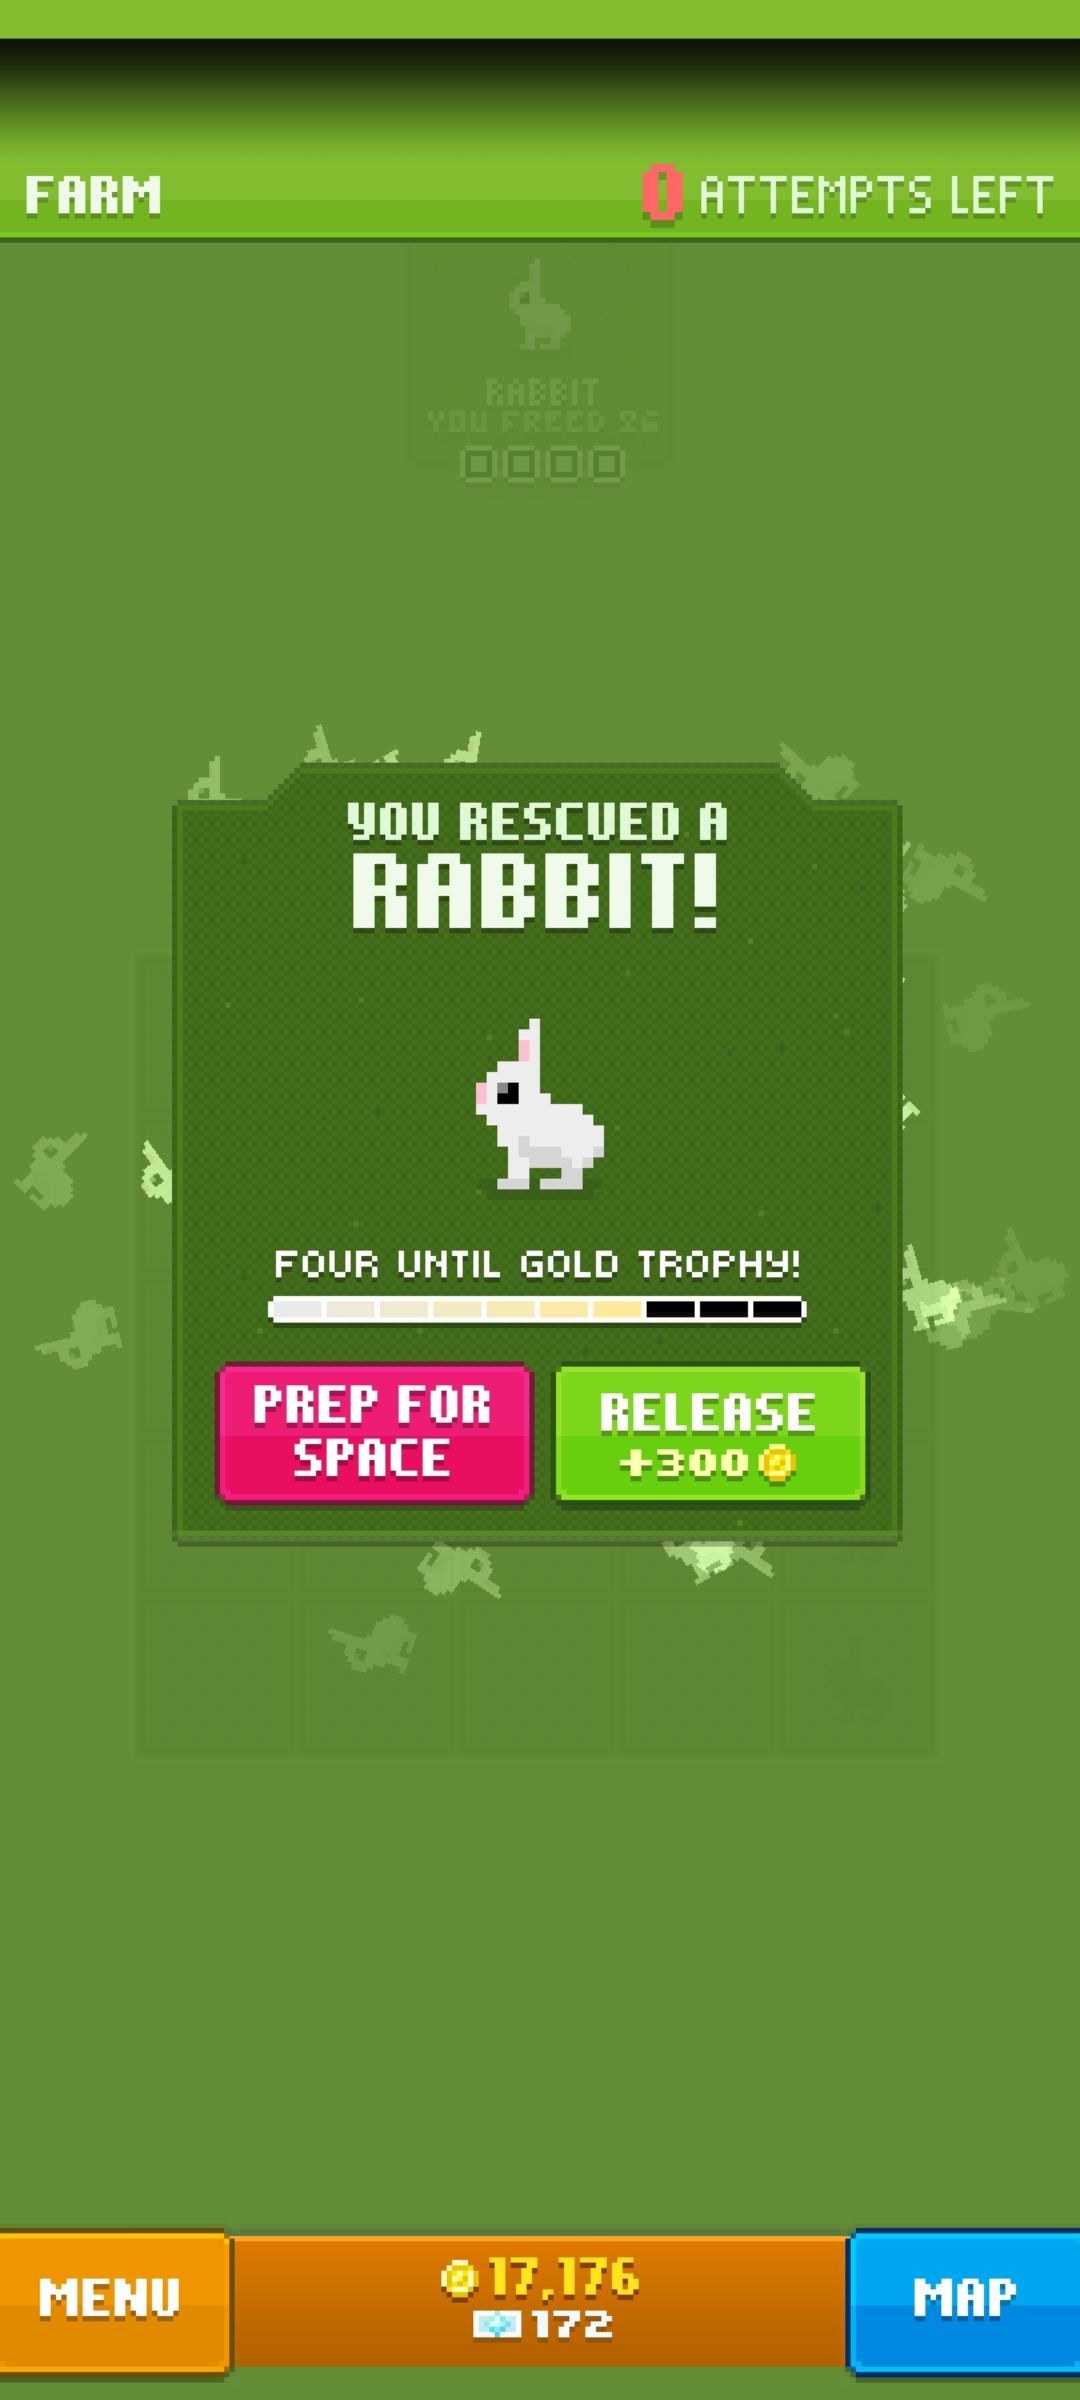 FARM
0 ATTEMPTS LEFT
RABBIT
YOU FREED 86
YOU RESCUED A
RABBIT!
FOUR UNTIL GOLD TROPHY!
PREP FOR
SPACE
RELEASE
+300
MENU
17,176
172
MAP